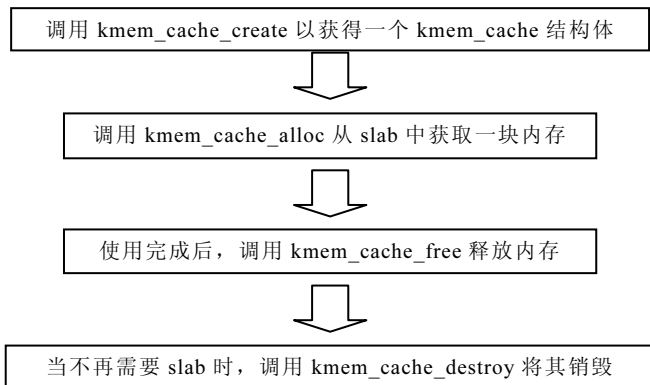 调用 kmem_cache_create 以获得一个 kmem_cache 结构体
调用 kmem_cache_alloc 从 slab 中获取一块内存
使用完成后，调用 kmem_cache_free 释放内存
当不再需要 slab 时，调用 kmem_cache_destroy 将其销毁